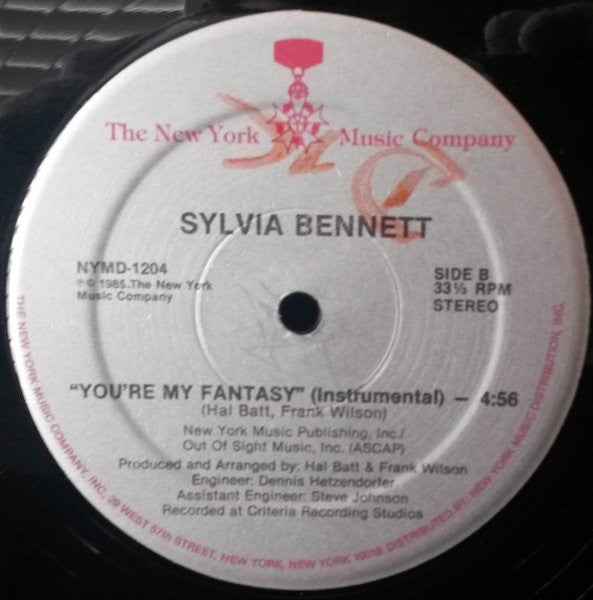 The New York Music Company
SYLVIA BENNETT
NYMD-1204
℗ © 1985 The New York
Music Company
SIDE B
33⅓ RPM
STEREO
"YOU'RE MY FANTASY" (Instrumental) — 4:56
(Hal Batt, Frank Wilson)
New York Music Publishing, Inc./
Out Of Sight Music, Inc. (ASCAP)
Produced and Arranged by: Hal Batt & Frank Wilson
Engineer: Dennis Hetzendorfer
Assistant Engineer: Steve Johnson
Recorded at Criteria Recording Studios
THE NEW YORK MUSIC COMPANY, INC., 29 WEST 57th STREET, NEW YORK, NEW YORK 10019 DISTRIBUTED BY: NEW YORK MUSIC DISTRIBUTION, INC.